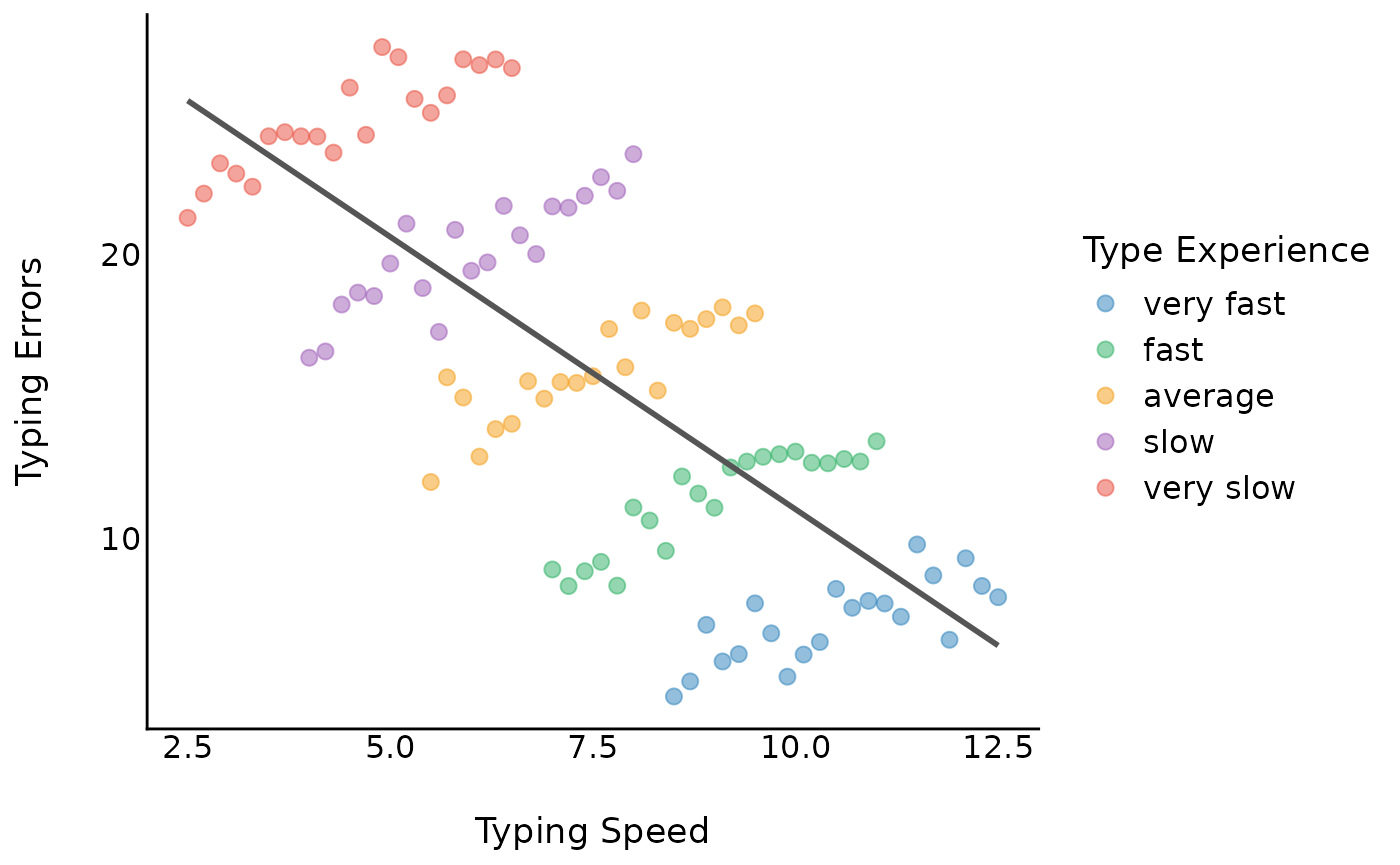 Typing Errors
20
10
2.5 5.0 7.5 10.0 12.5
Typing Speed
Type Experience
very fast
fast
average
slow
very slow